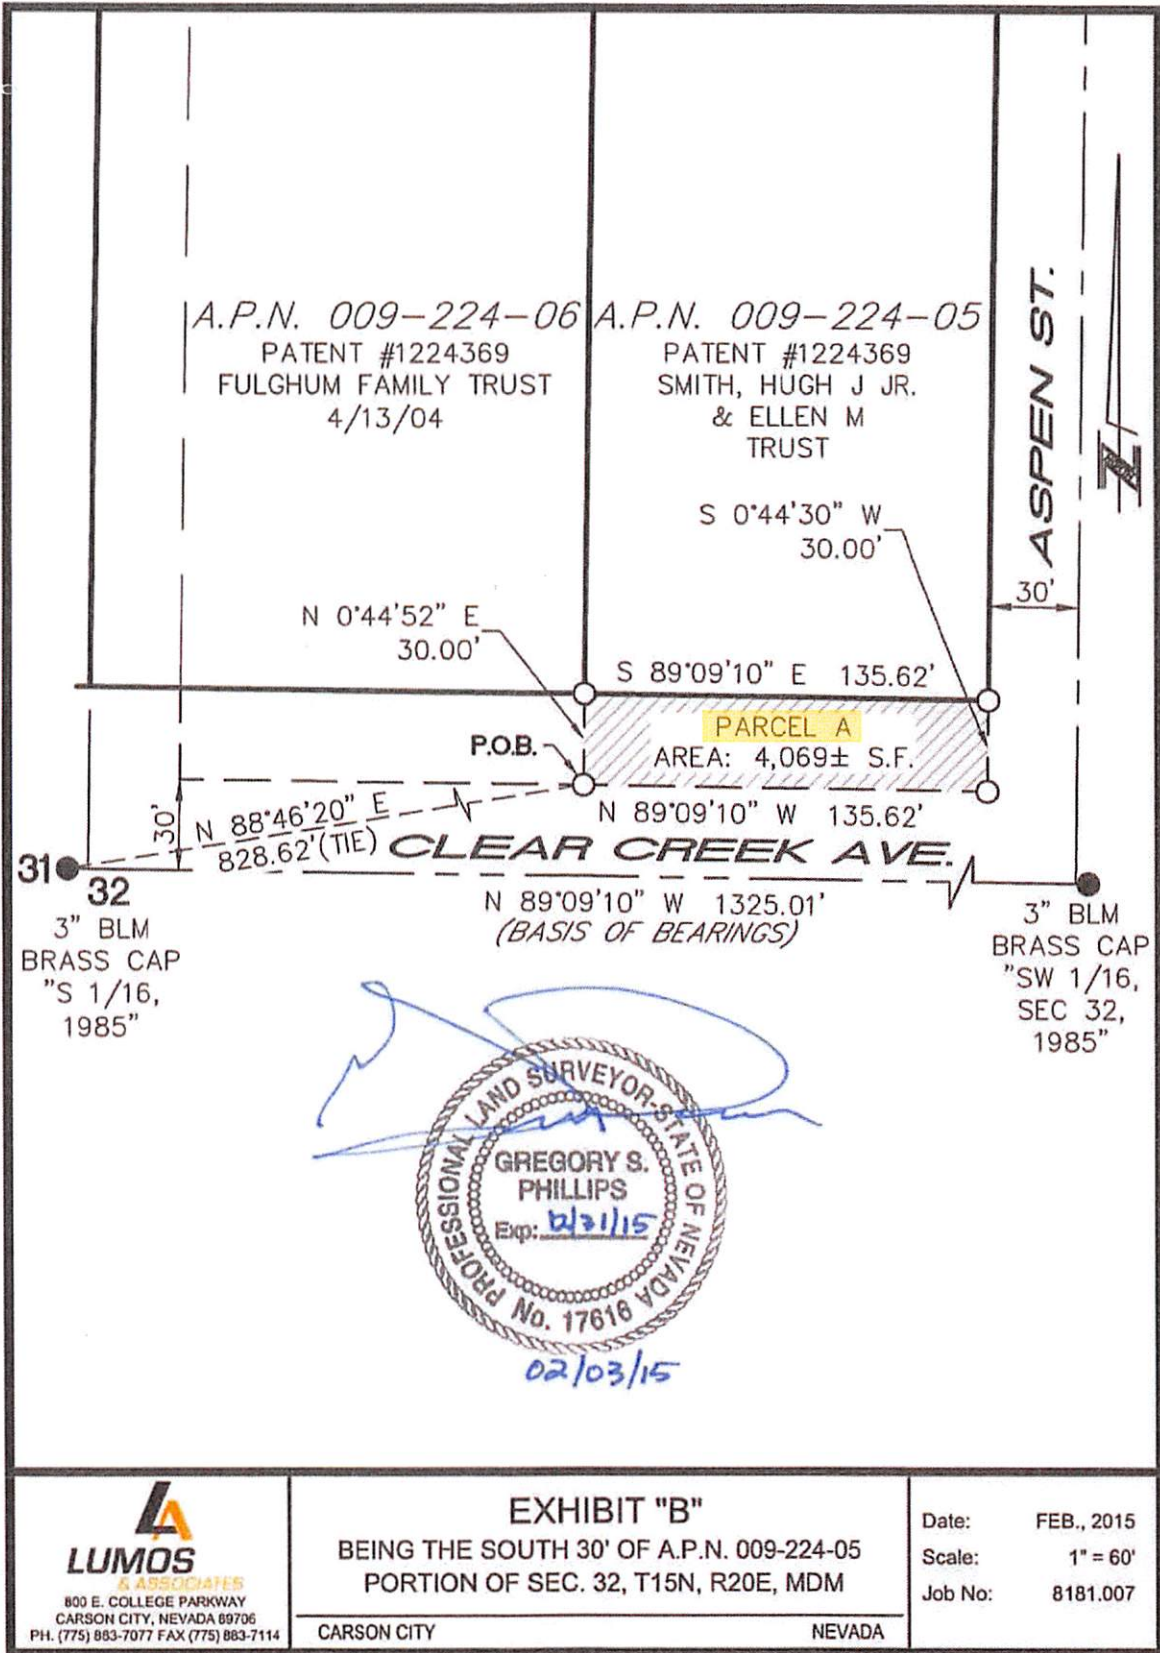 A.P.N. 009-224-06
PATENT #1224369
FULGHUM FAMILY TRUST
4/13/04
A.P.N. 009-224-05
PATENT #1224369
SMITH, HUGH J JR.
& ELLEN M
TRUST
ASPEN ST.
N
S 0°44'30" W
30.00'
30'
N 0°44'52" E
30.00'
S 89°09'10" E 135.62'
PARCEL A
AREA: 4,069± S.F.
P.O.B.
N 89°09'10" W 135.62'
30'
N 88°46'20" E
828.62'(TIE)
CLEAR CREEK AVE.
31
32
N 89°09'10" W 1325.01'
(BASIS OF BEARINGS)
3" BLM
BRASS CAP
"S 1/16,
1985"
3" BLM
BRASS CAP
"SW 1/16,
SEC 32,
1985"
PROFESSIONAL LAND SURVEYOR-STATE OF NEVADA
GREGORY S.
PHILLIPS
Exp: 12/31/15
No. 17616
02/03/15
LA
LUMOS
& ASSOCIATES
800 E. COLLEGE PARKWAY
CARSON CITY, NEVADA 89706
PH. (775) 883-7077 FAX (775) 883-7114
EXHIBIT "B"
BEING THE SOUTH 30' OF A.P.N. 009-224-05
PORTION OF SEC. 32, T15N, R20E, MDM
CARSON CITY NEVADA
Date: FEB., 2015
Scale: 1" = 60'
Job No: 8181.007